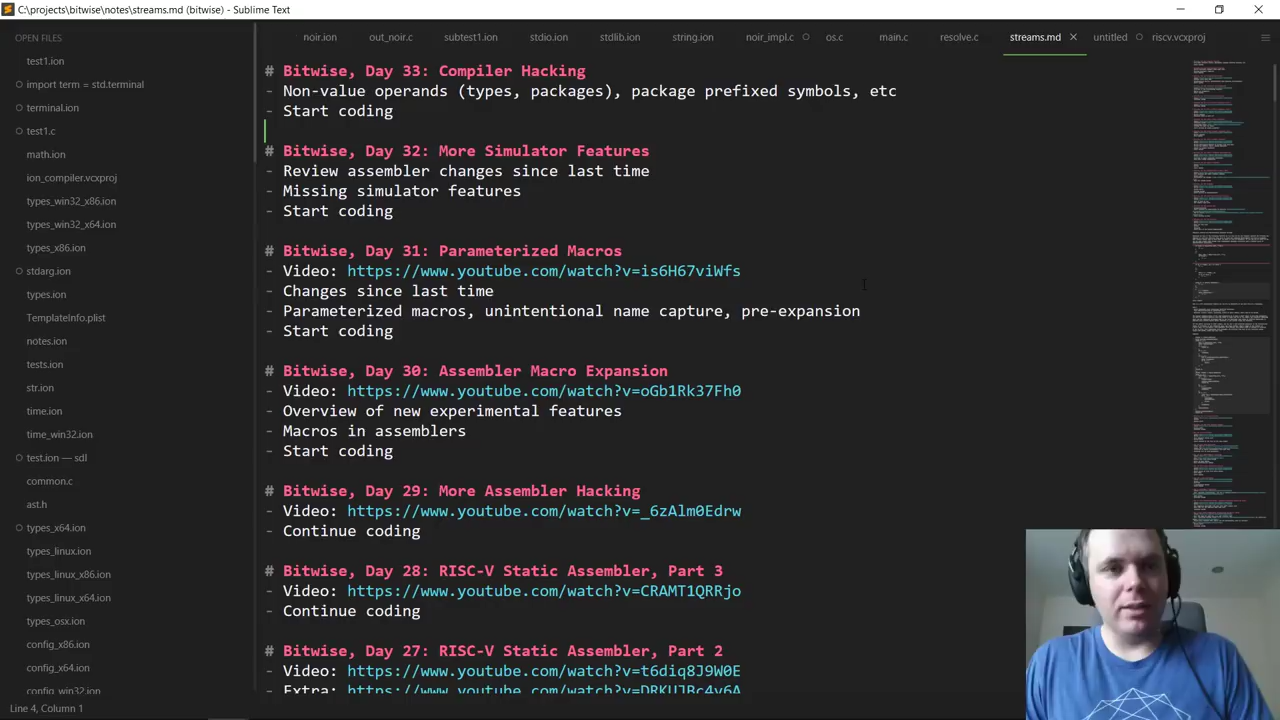 C:\projects\bitwise\notes\streams.md (bitwise) - Sublime Text
OPEN FILES
test1.ion
import term = std.terminal
terminal.ion
test1.c
math.ion
ion_compiler.vcxproj
types_win32_x86.ion
types_win32_x64.ion
types_x86.ion
stdarg.ion
types.ion
TemplateInfo.plist
notes.ion
tests.ion
str.ion
time.ion
time_win32.ion
test.ion — sdl
common.c
ast.h
types_x64.ion
types_linux.ion
types_linux_x86.ion
types_linux_x64.ion
types_osx.ion
config_x86.ion
config_x64.ion
config_win32.ion
noir.ion
out_noir.c
subtest1.ion
stdio.ion
stdlib.ion
string.ion
noir_impl.c
os.c
main.c
resolve.c
streams.md
untitled
riscv.vcxproj
# Bitwise, Day 33: Compiler Hacking
- Non-value operands (types, packages), package prefixed symbols, etc
- Start coding
# Bitwise, Day 32: More Simulator Features
- Review assembler changes since last time
- Missing simulator features
- Start coding
# Bitwise, Day 31: Parameterized Macros
- Video: https://www.youtube.com/watch?v=is6H67viWfs
- Changes since last time
- Parameterized macros, unintentional name capture, pre-expansion
- Start coding
# Bitwise, Day 30: Assembler Macro Expansion
- Video: https://www.youtube.com/watch?v=oGh1Rk37Fh0
- Overview of new experimental features
- Macros in assemblers
- Start coding
# Bitwise, Day 29: More Assembler Hacking
- Video: https://www.youtube.com/watch?v=_6zAlm0Edrw
- Continue coding
# Bitwise, Day 28: RISC-V Static Assembler, Part 3
- Video: https://www.youtube.com/watch?v=CRAMT1QRRjo
- Continue coding
# Bitwise, Day 27: RISC-V Static Assembler, Part 2
- Video: https://www.youtube.com/watch?v=t6diq8J9W0E
- Extra: https://www.youtube.com/watch?v=DRKUJBc4v6A
Line 4, Column 1